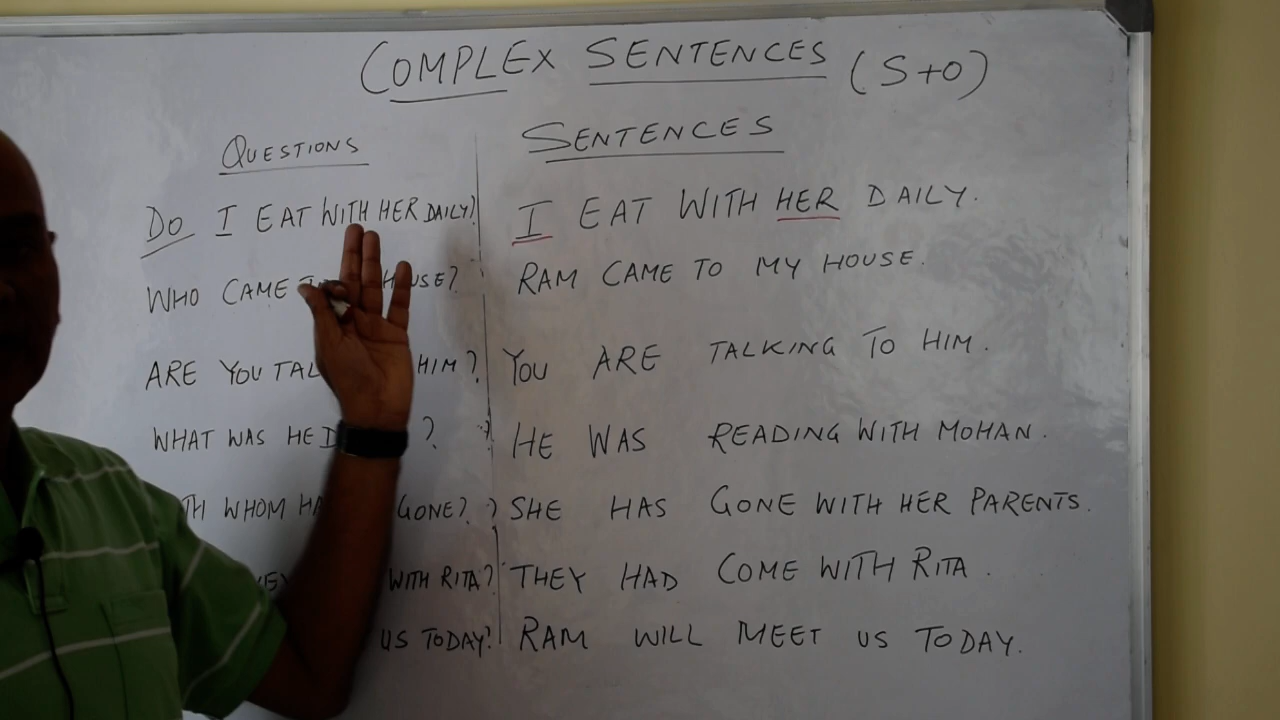 COMPLEX SENTENCES (S+O)
QUESTIONS
SENTENCES
DO I EAT WITH HER DAILY?
I EAT WITH HER DAILY.
WHO CAME HOUSE?
RAM CAME TO MY HOUSE.
ARE YOU HIM?
YOU ARE TALKING TO HIM.
WHAT WAS HE ?
HE WAS READING WITH MOHAN.
WHOM GONE?
SHE HAS GONE WITH HER PARENTS.
WITH RITA?
THEY HAD COME WITH RITA.
US TODAY?
RAM WILL MEET US TODAY.